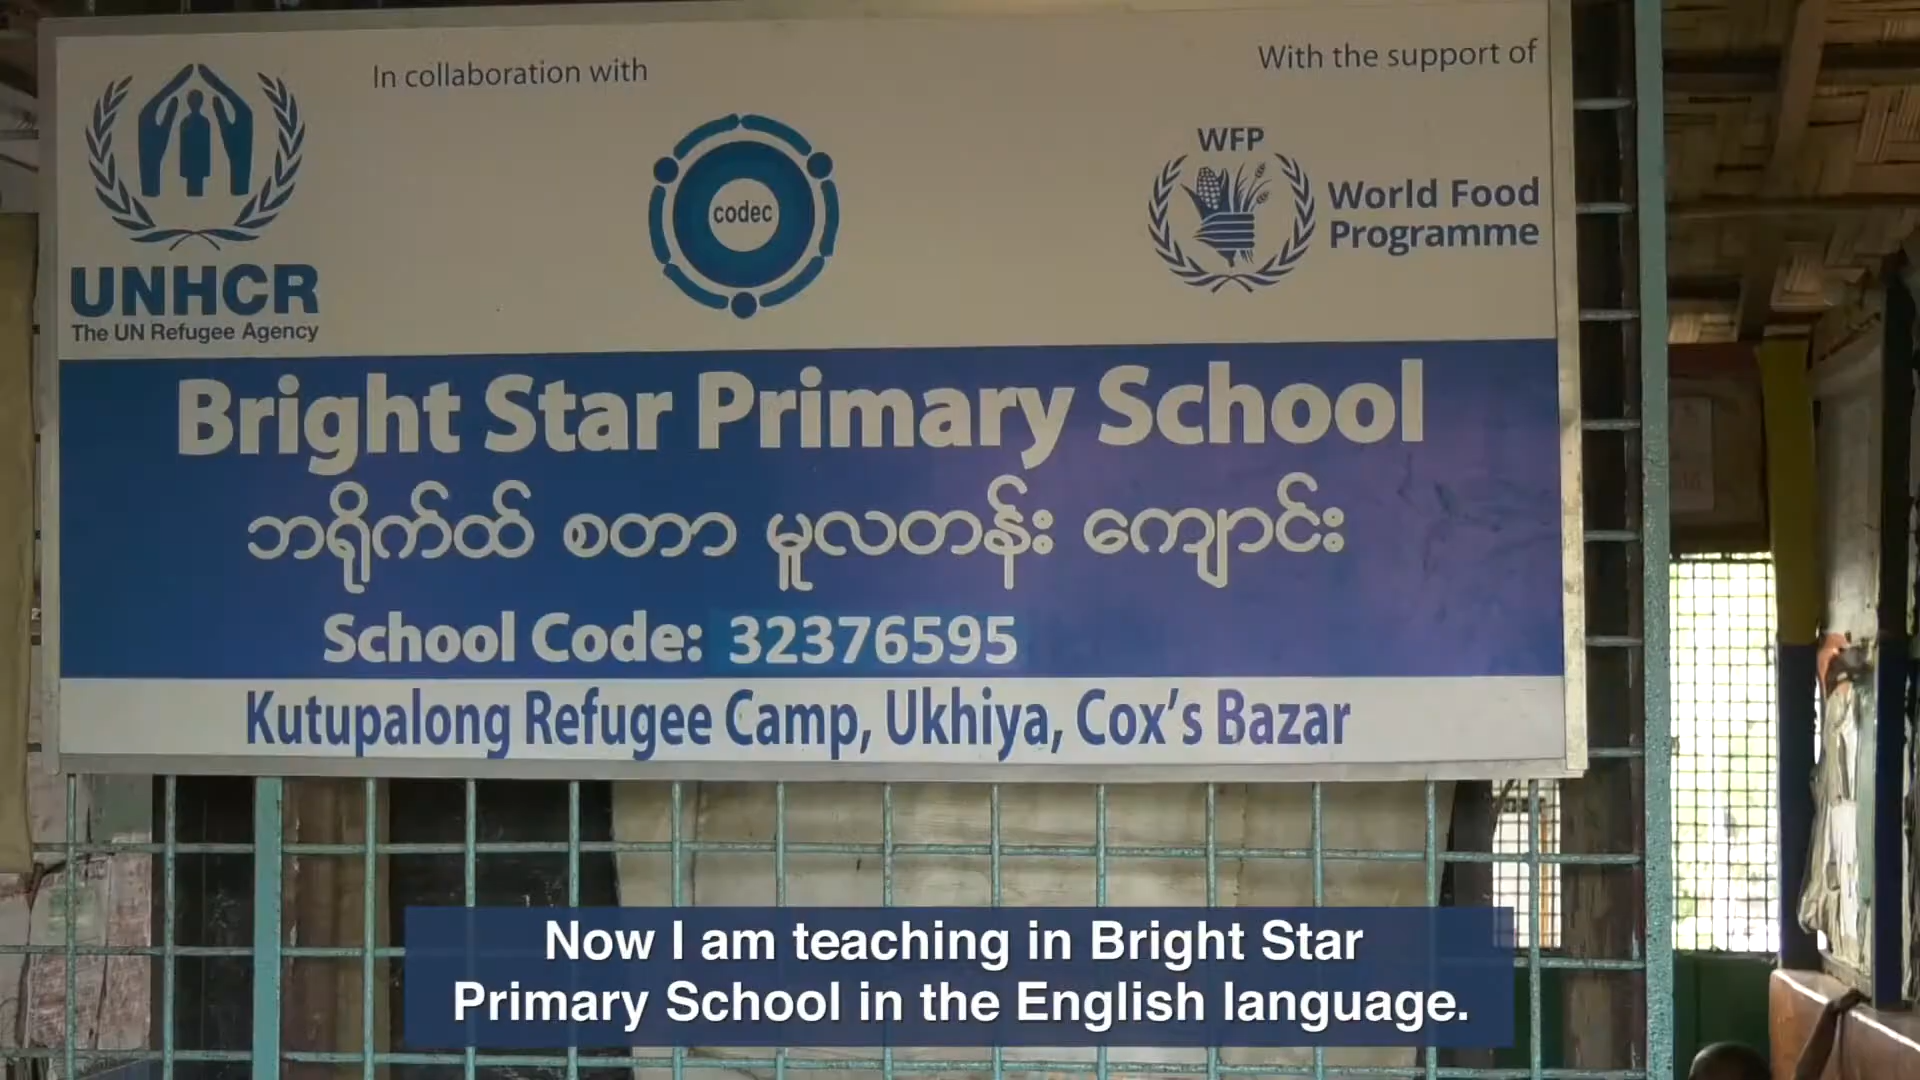 In collaboration with
With the support of
codec
WFP
World Food
Programme
UNHCR
The UN Refugee Agency
Bright Star Primary School
ဘရိုက်ထ် စတာ မူလတန်း ကျောင်း
School Code: 32376595
Kutupalong Refugee Camp, Ukhiya, Cox's Bazar
Now I am teaching in Bright Star
Primary School in the English language.